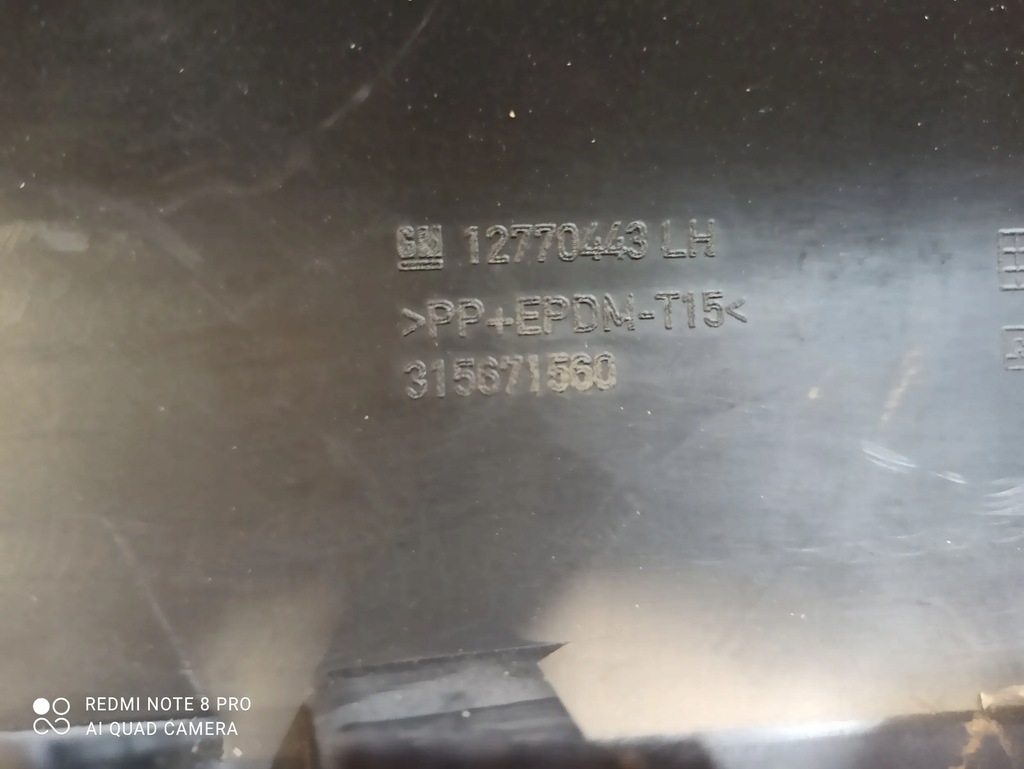 GM 12770443 LH
>PP+EPDM-T15<
315671560
REDMI NOTE 8 PRO
AI QUAD CAMERA